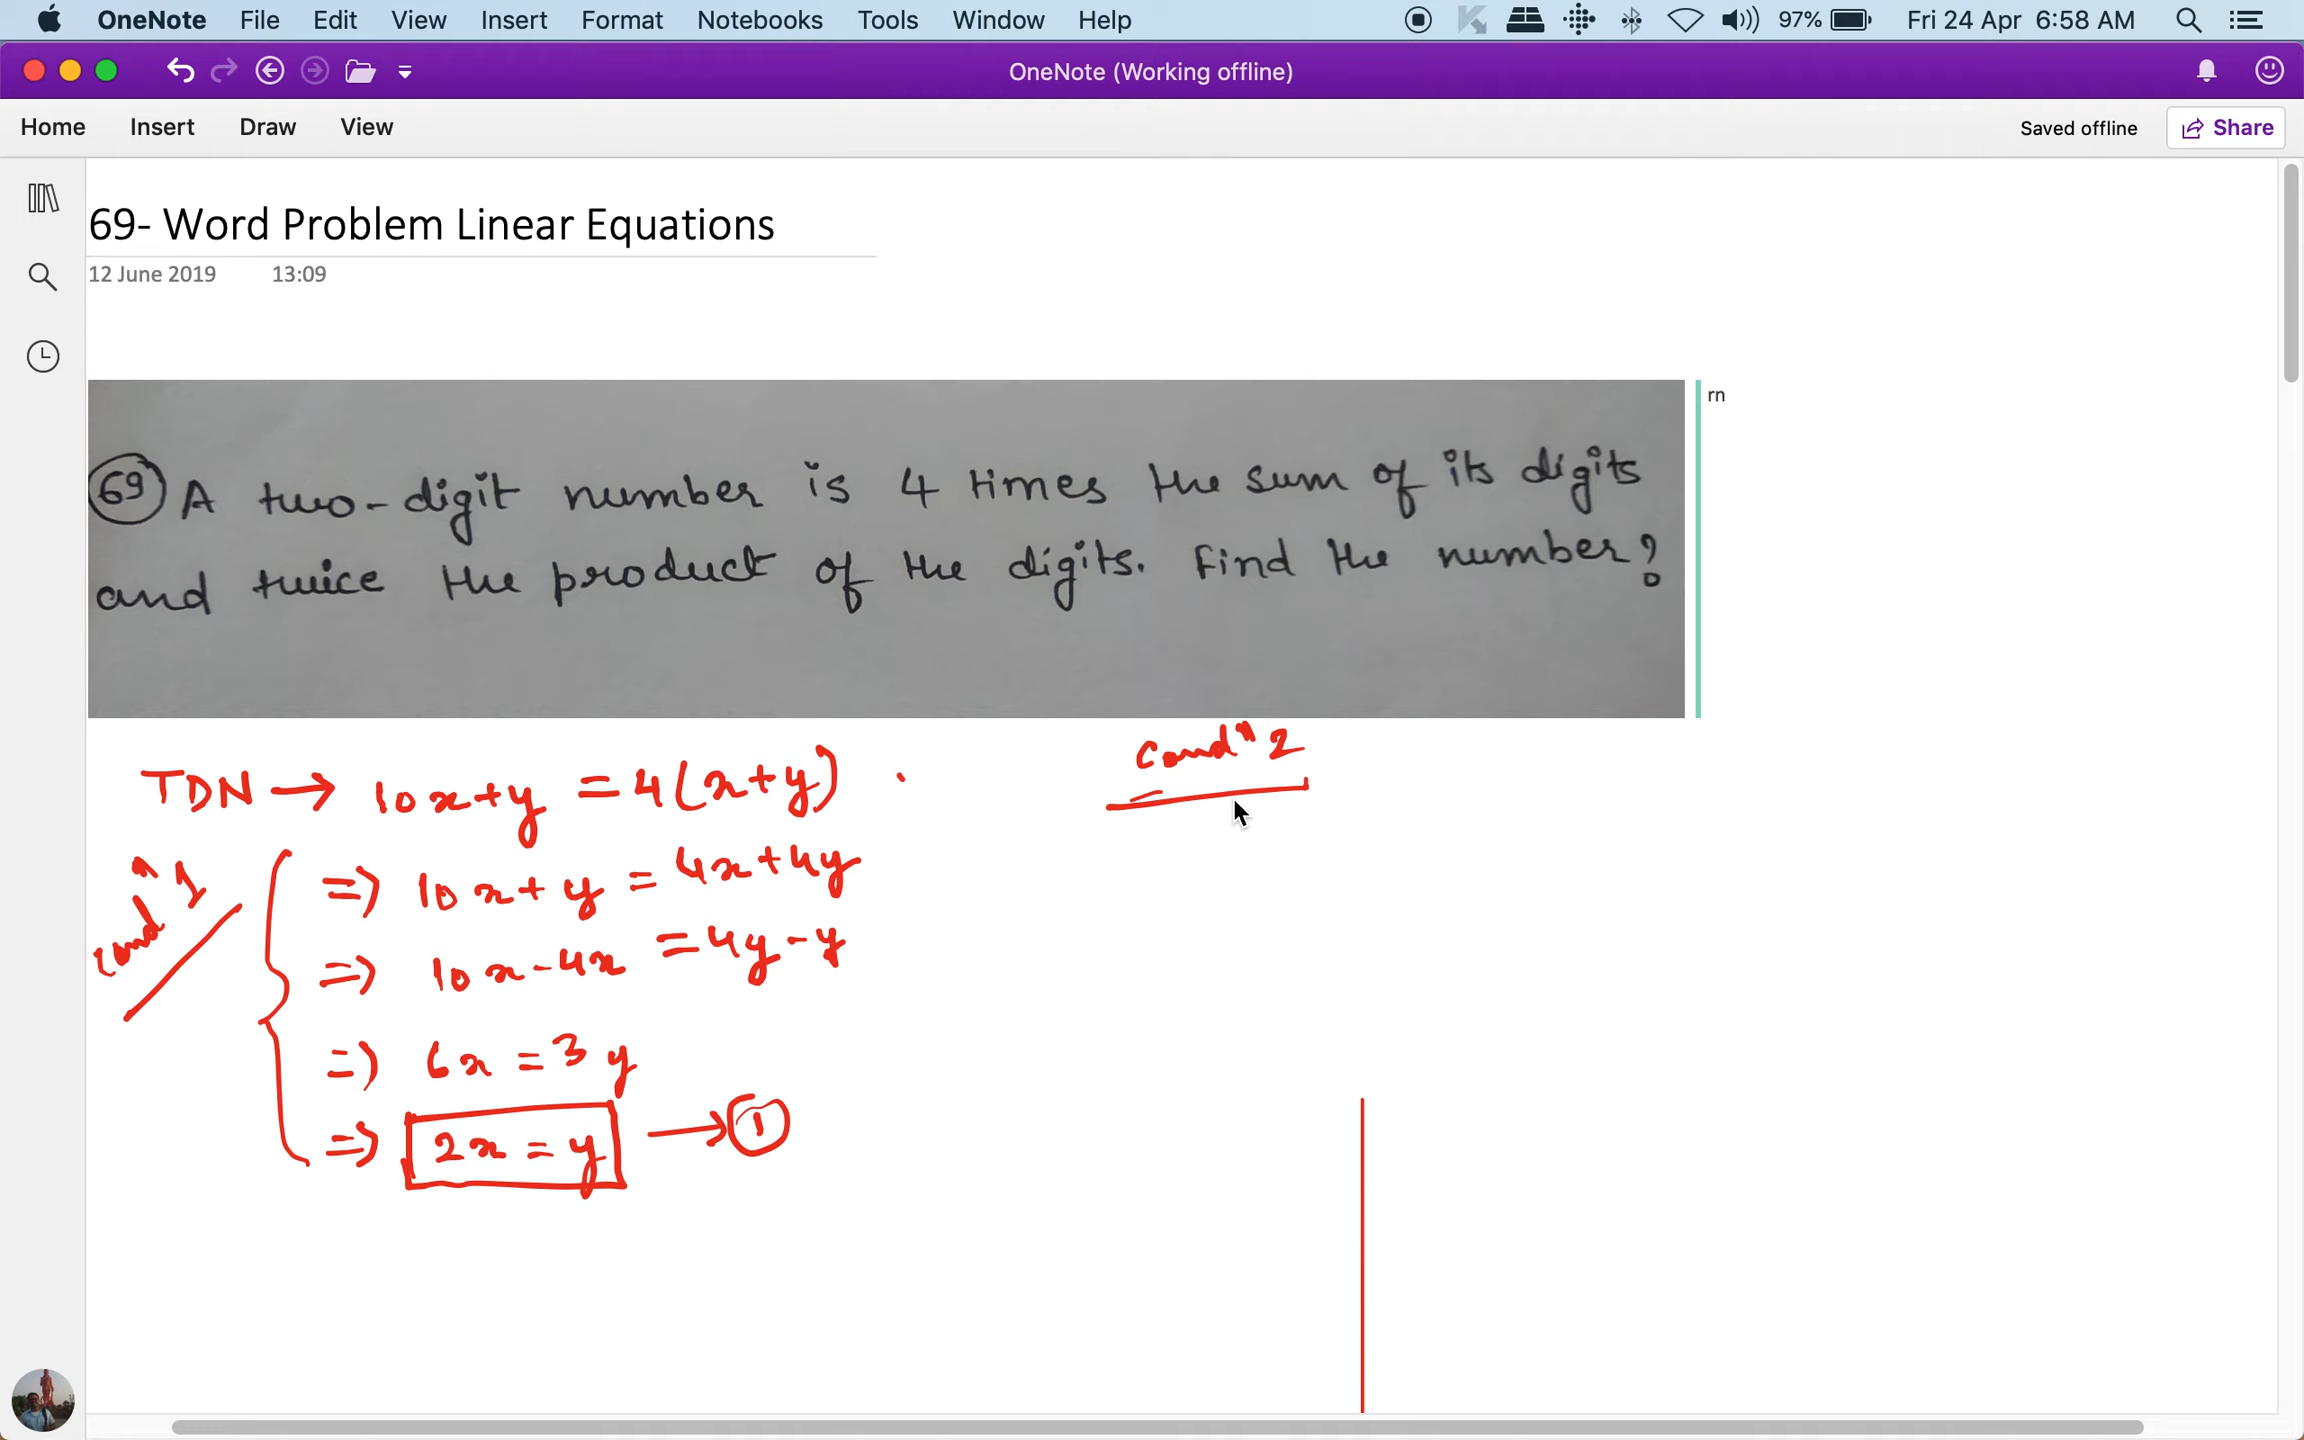 OneNote File Edit View Insert Format Notebooks Tools Window Help 97% Fri 24 Apr 6:58 AM
OneNote (Working offline)
Home Insert Draw View Saved offline Share
69- Word Problem Linear Equations
12 June 2019 13:09
rn
69 A two-digit number is 4 times the sum of its digits
and twice the product of the digits. Find the number?
TDN → 10x+y = 4(x+y) .
Condⁿ 2
Condⁿ 1
=) 10x+y = 4x+4y
=) 10x-4x = 4y-y
=) 6x = 3y
=) 2x = y → 1